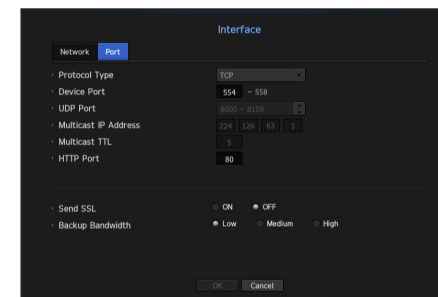 Interface
Network Port
Protocol Type TCP
Device Port 554 ~ 558
UDP Port 8000 ~ 8159
Multicast IP Address 224 126 63 1
Multicast TTL 5
HTTP Port 80
Send SSL ON OFF
Backup Bandwidth Low Medium High
OK Cancel